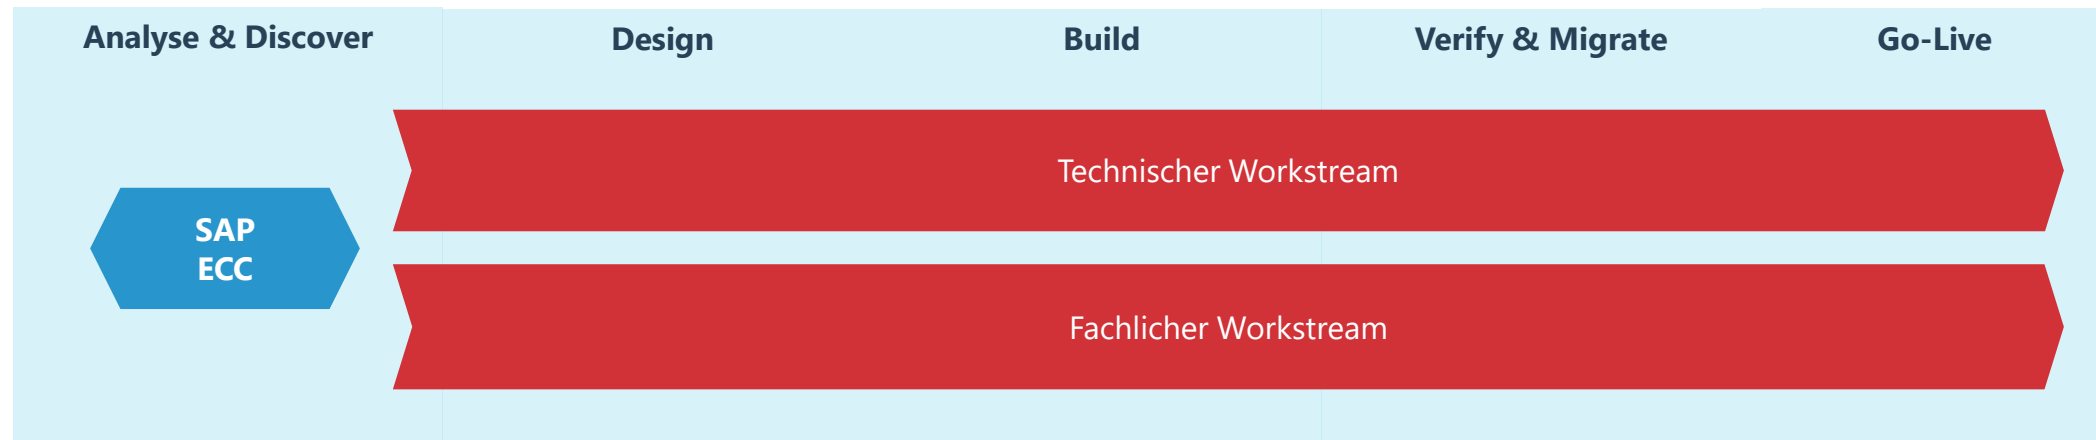 Analyse & Discover
Design
Build
Verify & Migrate
Go-Live
Technischer Workstream
SAP
ECC
Fachlicher Workstream